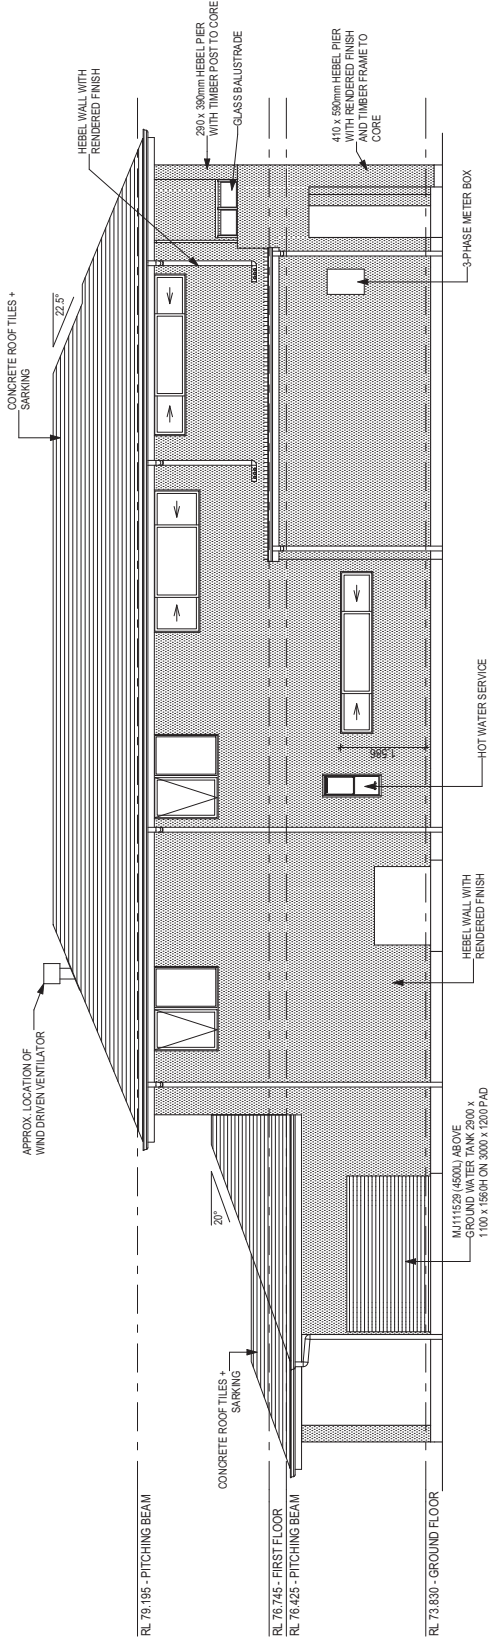 APPROX. LOCATION OF
WIND DRIVEN VENTILATOR
CONCRETE ROOF TILES +
SARKING
22.5°
HEBEL WALL WITH
RENDERED FINISH
290 x 390mm HEBEL PIER
WITH TIMBER POST TO CORE
GLASS BALUSTRADE
410 x 590mm HEBEL PIER
WITH RENDERED FINISH
AND TIMBER FRAME TO
CORE
3-PHASE METER BOX
CONCRETE ROOF TILES +
SARKING
20°
RL 79.195 - PITCHING BEAM
RL 76.745 - FIRST FLOOR
RL 76.425 - PITCHING BEAM
RL 73.830 - GROUND FLOOR
1,586
MJ111529 (4500L) ABOVE
GROUND WATER TANK 2900 x
1100 x 1560H ON 3000 x 1200 PAD
HEBEL WALL WITH
RENDERED FINISH
HOT WATER SERVICE